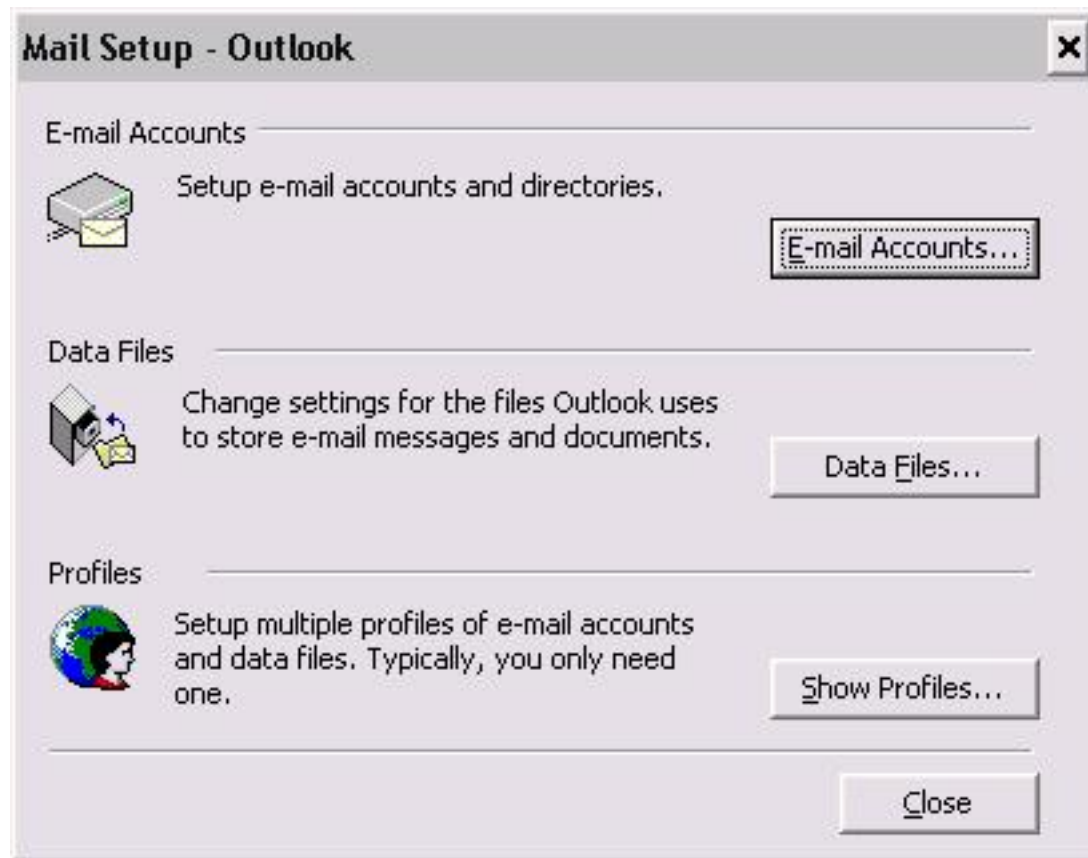 Mail Setup - Outlook
E-mail Accounts
Setup e-mail accounts and directories.
E-mail Accounts...
Data Files
Change settings for the files Outlook uses
to store e-mail messages and documents.
Data Files...
Profiles
Setup multiple profiles of e-mail accounts
and data files. Typically, you only need
one.
Show Profiles...
Close